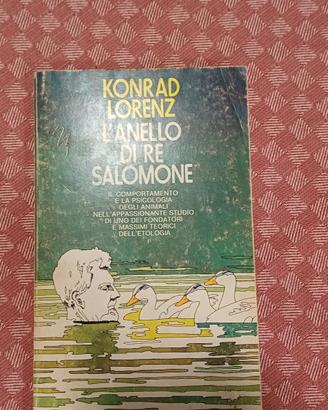 KONRAD
LORENZ
L'ANELLO
DI RE
SALOMONE
IL COMPORTAMENTO
E LA PSICOLOGIA
DEGLI ANIMALI
NELL'APPASSIONANTE STUDIO
DI UNO DEI FONDATORI
E MASSIMI TEORICI
DELL'ETOLOGIA